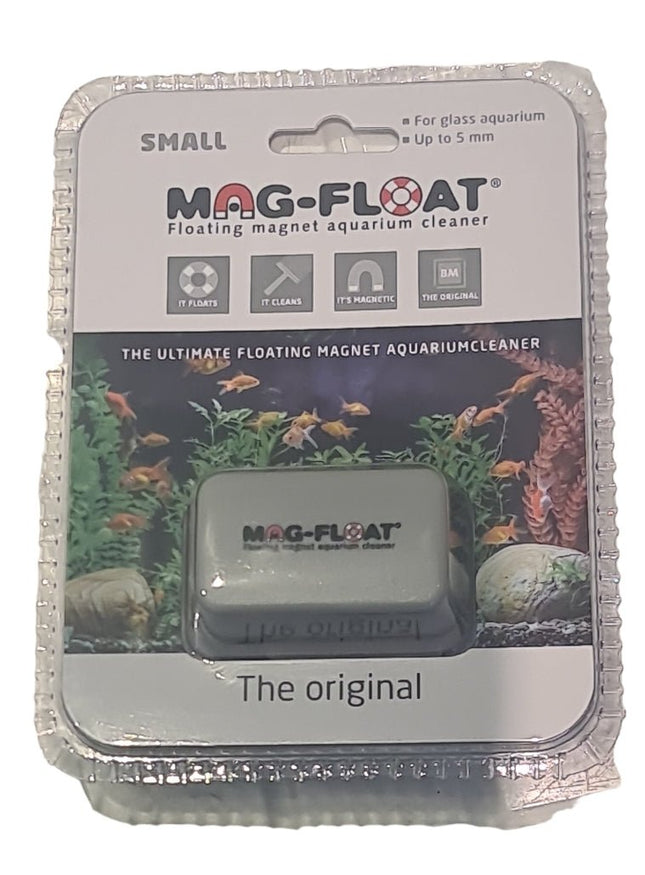 SMALL
For glass aquarium
Up to 5 mm
MAG-FLOAT®
Floating magnet aquarium cleaner
IT FLOATS
IT CLEANS
IT'S MAGNETIC
BM
THE ORIGINAL
THE ULTIMATE FLOATING MAGNET AQUARIUMCLEANER
MAG-FLOAT®
Floating magnet aquarium cleaner
The original
The original